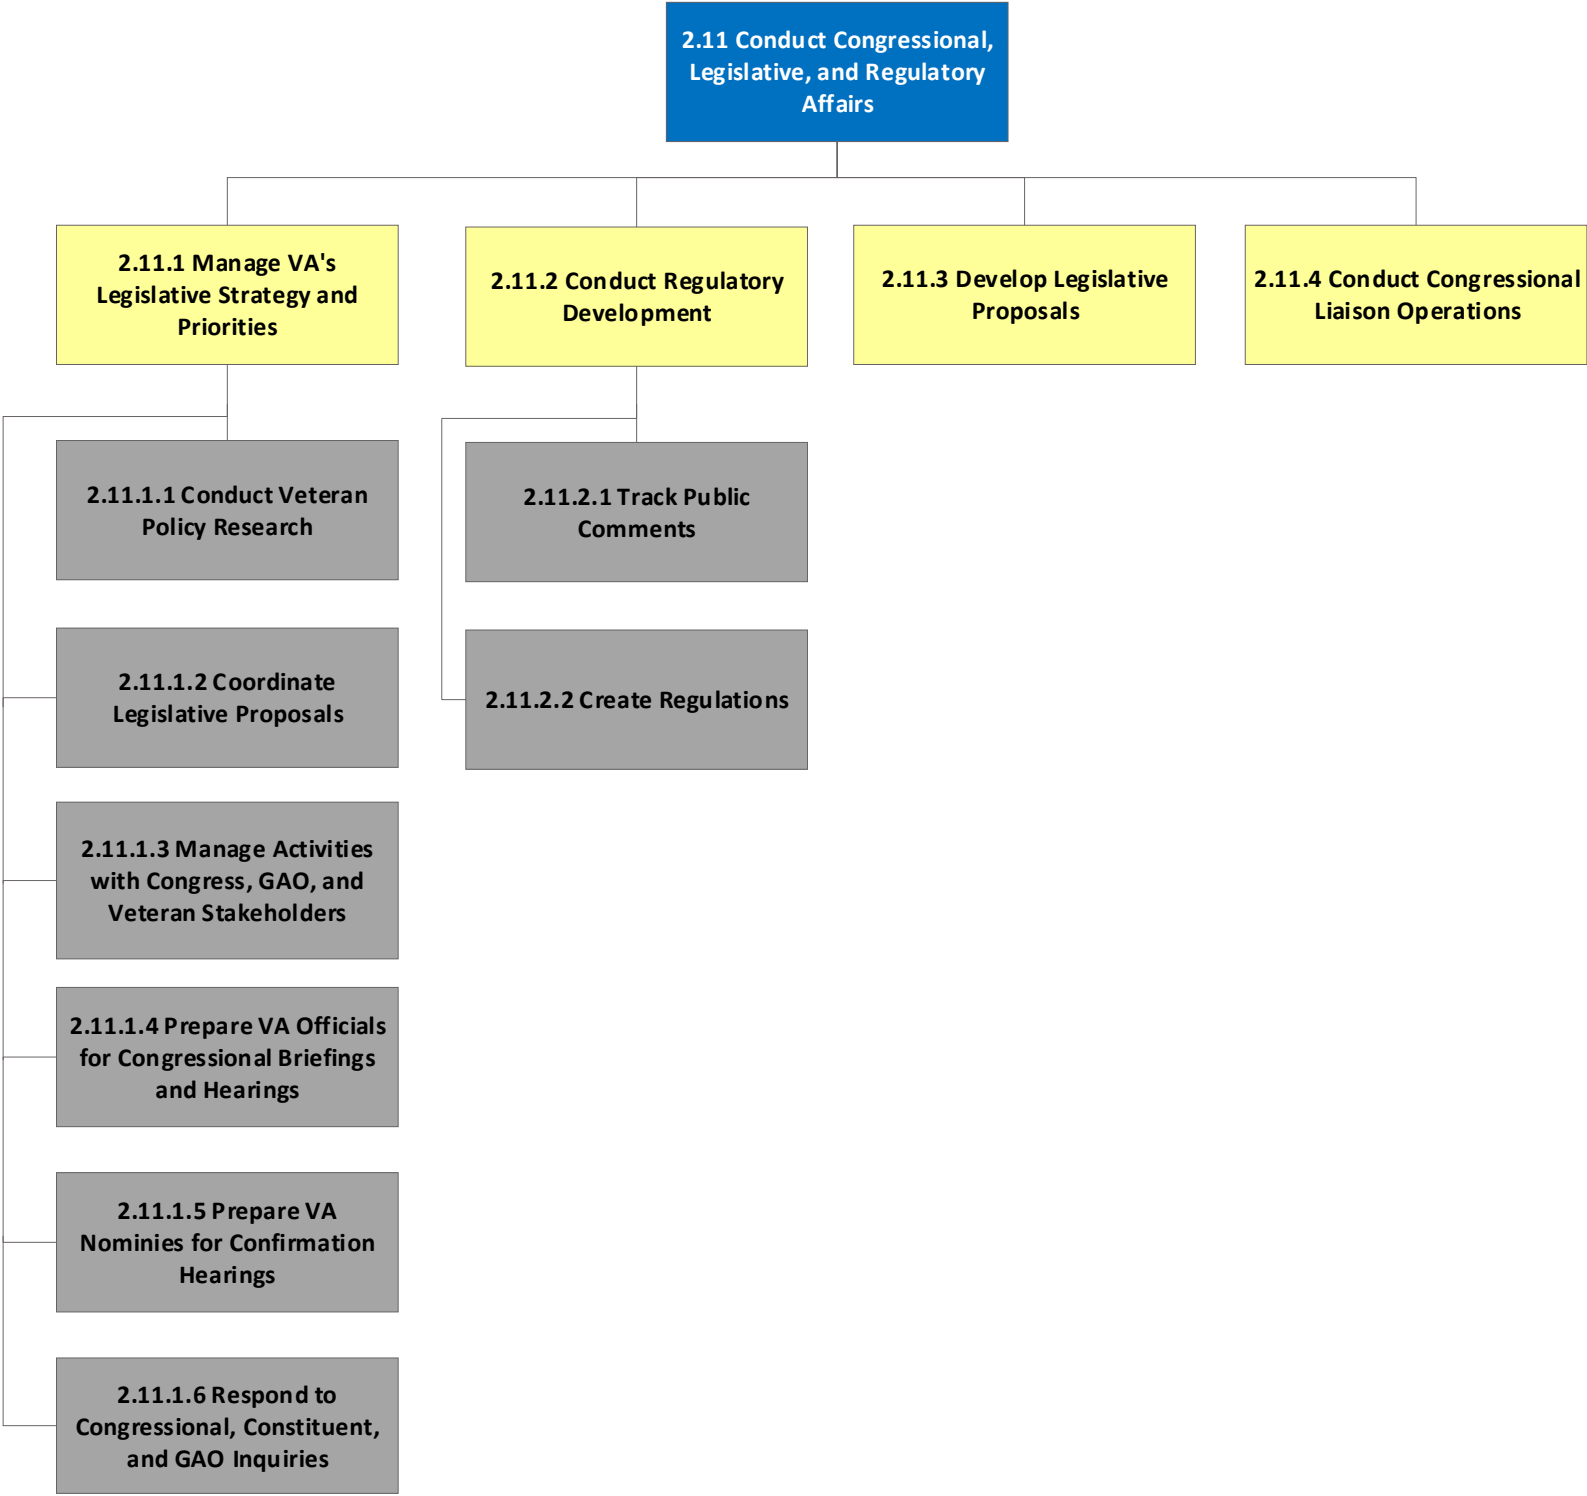 2.11 Conduct Congressional,
Legislative, and Regulatory
Affairs
2.11.1 Manage VA's
Legislative Strategy and
Priorities
2.11.2 Conduct Regulatory
Development
2.11.3 Develop Legislative
Proposals
2.11.4 Conduct Congressional
Liaison Operations
2.11.1.1 Conduct Veteran
Policy Research
2.11.2.1 Track Public
Comments
2.11.1.2 Coordinate
Legislative Proposals
2.11.2.2 Create Regulations
2.11.1.3 Manage Activities
with Congress, GAO, and
Veteran Stakeholders
2.11.1.4 Prepare VA Officials
for Congressional Briefings
and Hearings
2.11.1.5 Prepare VA
Nominies for Confirmation
Hearings
2.11.1.6 Respond to
Congressional, Constituent,
and GAO Inquiries